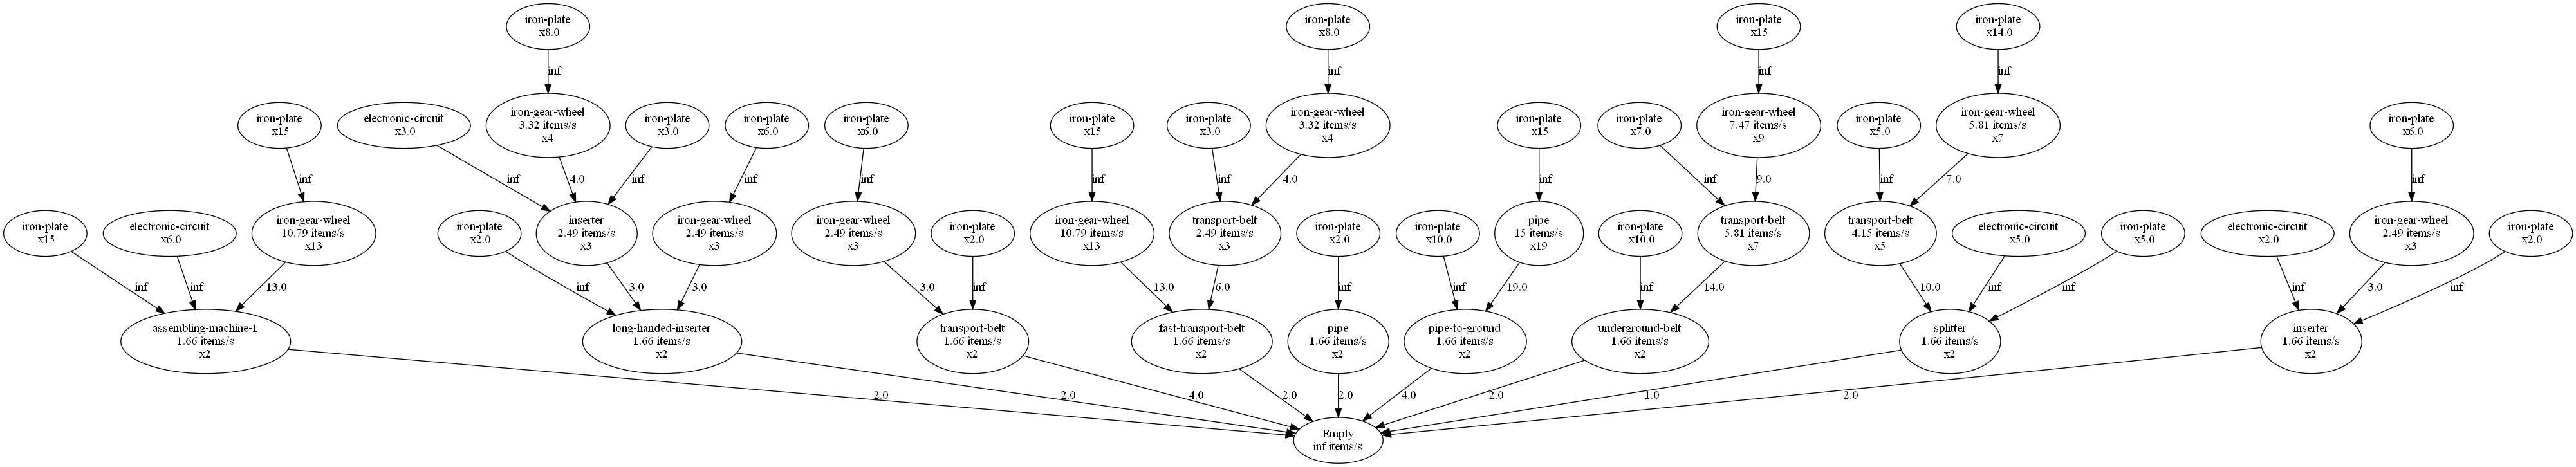 iron-plate
x8.0
iron-plate
x8.0
iron-plate
x15
iron-plate
x14.0
inf
inf
inf
inf
iron-plate
x15
electronic-circuit
x3.0
iron-gear-wheel
3.32 items/s
x4
iron-plate
x3.0
iron-plate
x6.0
iron-plate
x6.0
iron-plate
x15
iron-plate
x3.0
iron-gear-wheel
3.32 items/s
x4
iron-plate
x15
iron-plate
x7.0
iron-gear-wheel
7.47 items/s
x9
iron-plate
x5.0
iron-gear-wheel
5.81 items/s
x7
iron-plate
x6.0
inf
inf
4.0
inf
inf
inf
inf
inf
4.0
inf
inf
9.0
inf
7.0
inf
iron-plate
x15
electronic-circuit
x6.0
iron-gear-wheel
10.79 items/s
x13
iron-plate
x2.0
inserter
2.49 items/s
x3
iron-gear-wheel
2.49 items/s
x3
iron-gear-wheel
2.49 items/s
x3
iron-plate
x2.0
iron-gear-wheel
10.79 items/s
x13
transport-belt
2.49 items/s
x3
iron-plate
x2.0
iron-plate
x10.0
pipe
15 items/s
x19
iron-plate
x10.0
transport-belt
5.81 items/s
x7
transport-belt
4.15 items/s
x5
electronic-circuit
x5.0
iron-plate
x5.0
electronic-circuit
x2.0
iron-gear-wheel
2.49 items/s
x3
iron-plate
x2.0
inf
inf
13.0
inf
3.0
3.0
3.0
inf
13.0
6.0
inf
inf
19.0
inf
14.0
10.0
inf
inf
inf
3.0
inf
assembling-machine-1
1.66 items/s
x2
long-handed-inserter
1.66 items/s
x2
transport-belt
1.66 items/s
x2
fast-transport-belt
1.66 items/s
x2
pipe
1.66 items/s
x2
pipe-to-ground
1.66 items/s
x2
underground-belt
1.66 items/s
x2
splitter
1.66 items/s
x2
inserter
1.66 items/s
x2
2.0
2.0
4.0
2.0
2.0
4.0
2.0
1.0
2.0
Empty
inf items/s